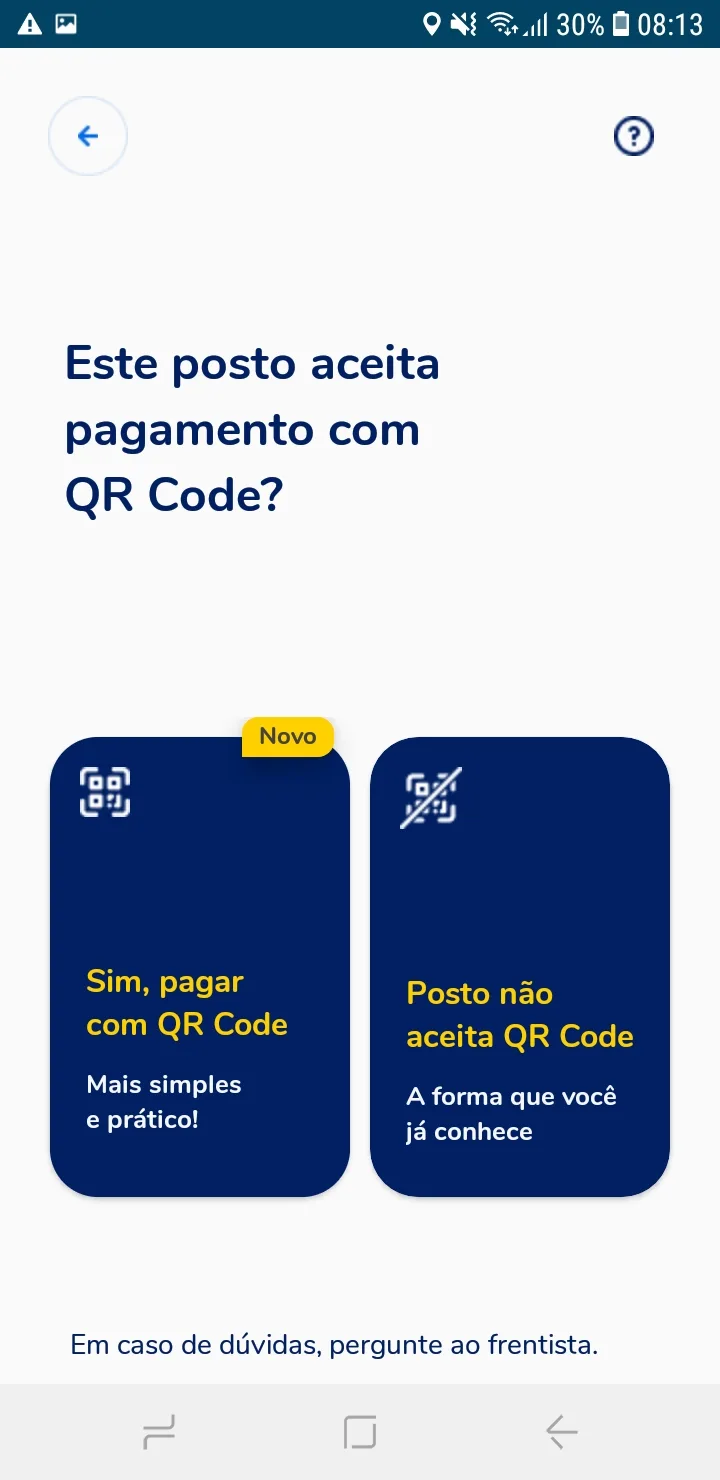 30% 08:13
Este posto aceita
pagamento com
QR Code?
Novo
Sim, pagar
com QR Code
Mais simples
e prático!
Posto não
aceita QR Code
A forma que você
já conhece
Em caso de dúvidas, pergunte ao frentista.